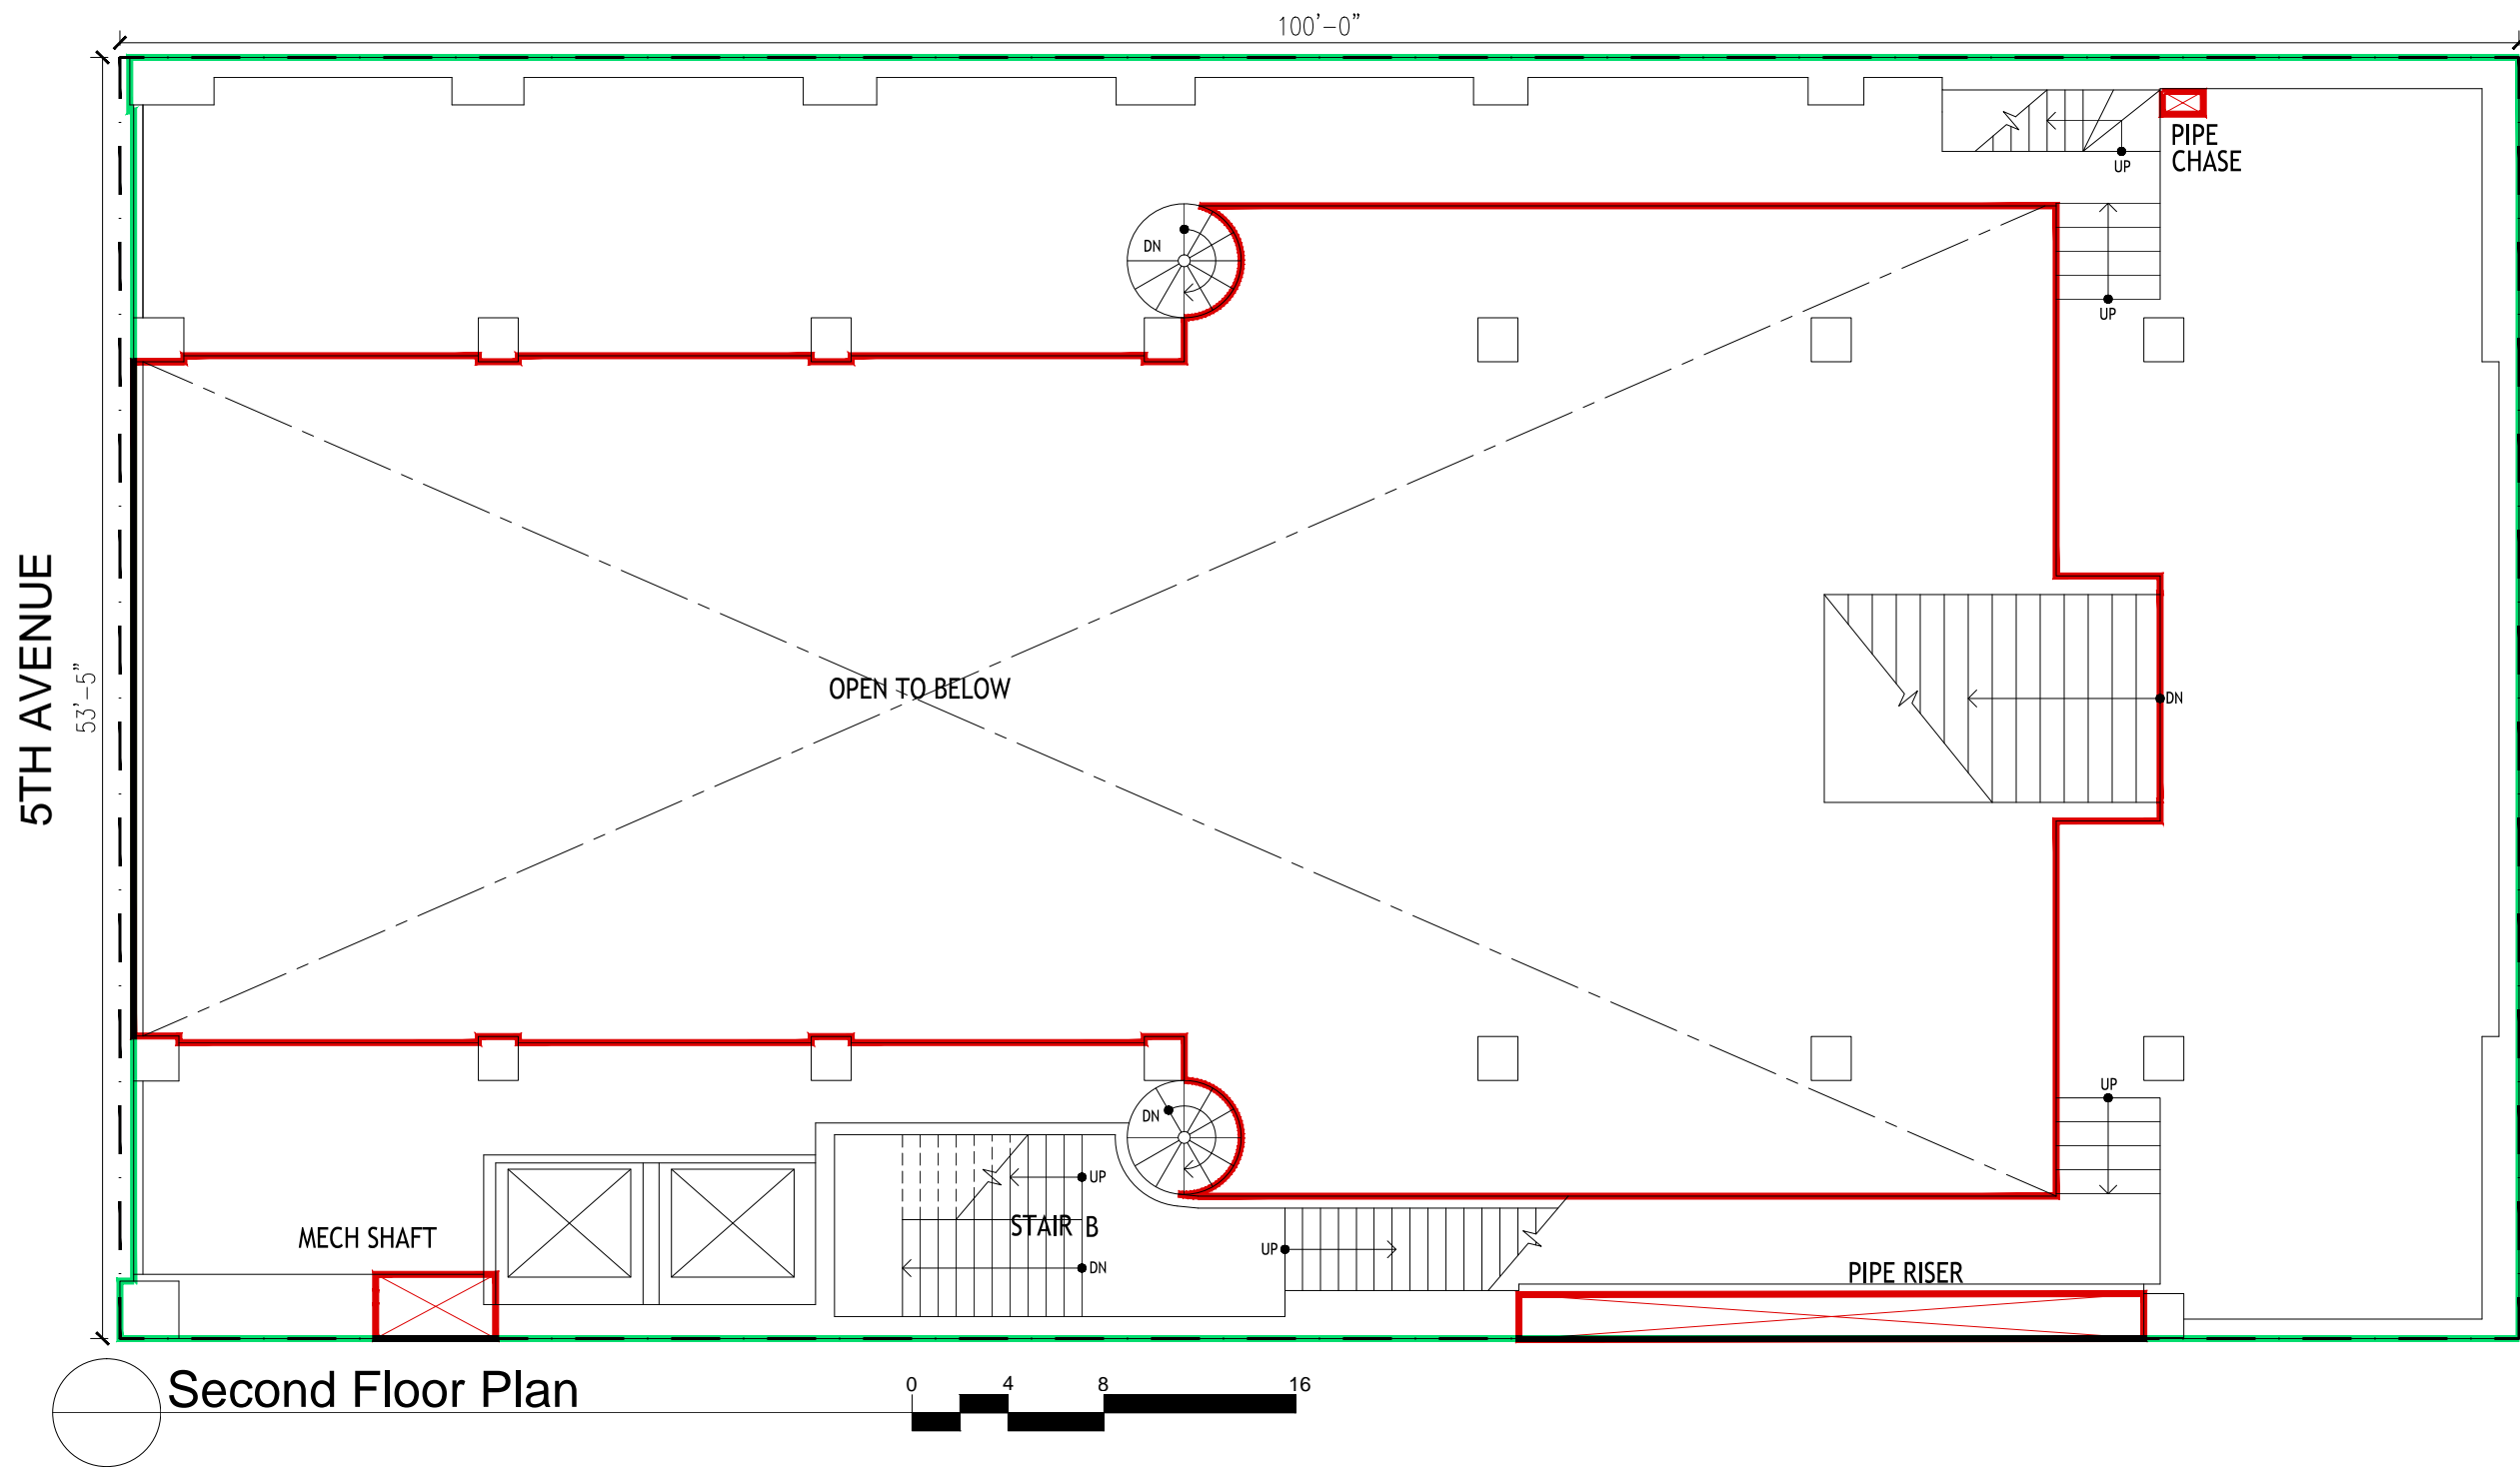 100'-0"
PIPE
CHASE
UP
DN
UP
5TH AVENUE
53'-5"
OPEN TO BELOW
DN
UP
DN
UP
MECH SHAFT
STAIR B
UP
DN
PIPE RISER
Second Floor Plan
0 4 8 16